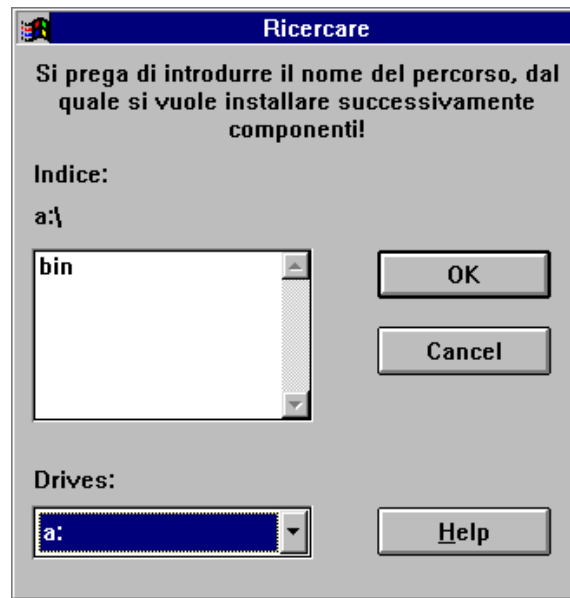 Ricercare
Si prega di introdurre il nome del percorso, dal
quale si vuole installare successivamente
componenti!
Indice:
a:\
bin
OK
Cancel
Drives:
a:
Help